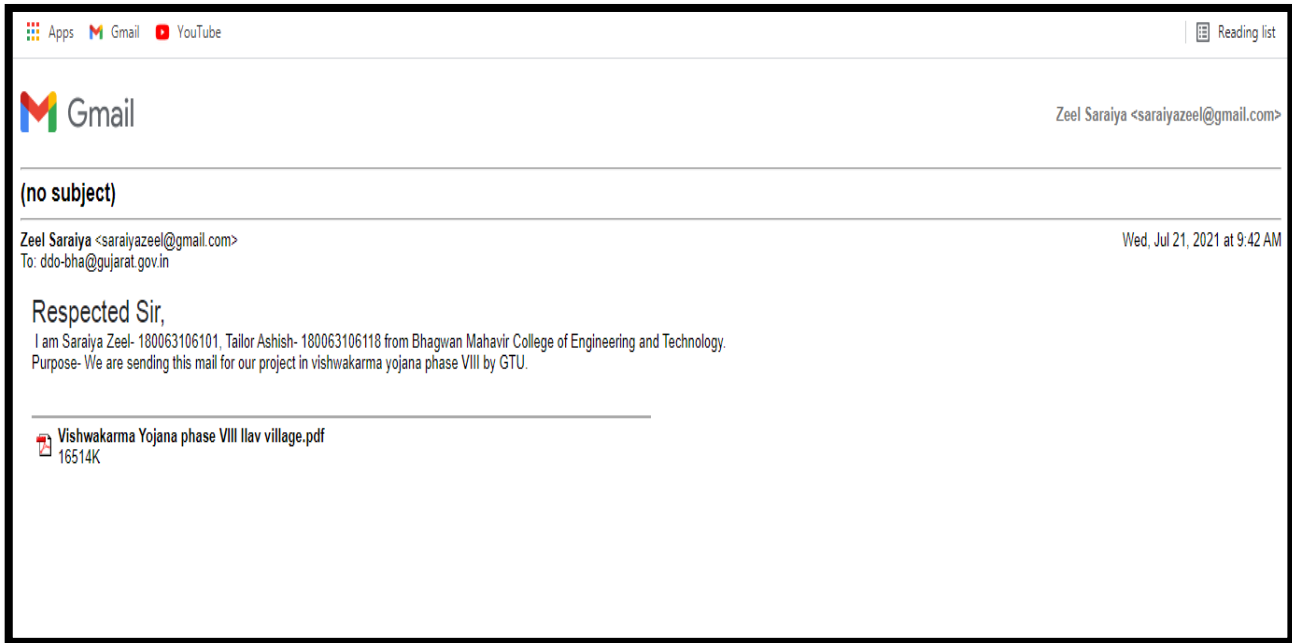 Apps Gmail YouTube Reading list
Gmail
Zeel Saraiya <saraiyazeel@gmail.com>
(no subject)
Zeel Saraiya <saraiyazeel@gmail.com> Wed, Jul 21, 2021 at 9:42 AM
To: ddo-bha@gujarat.gov.in
Respected Sir,
I am Saraiya Zeel- 180063106101, Tailor Ashish- 180063106118 from Bhagwan Mahavir College of Engineering and Technology.
Purpose- We are sending this mail for our project in vishwakarma yojana phase VIII by GTU.
Vishwakarma Yojana phase VIII Ilav village.pdf
16514K